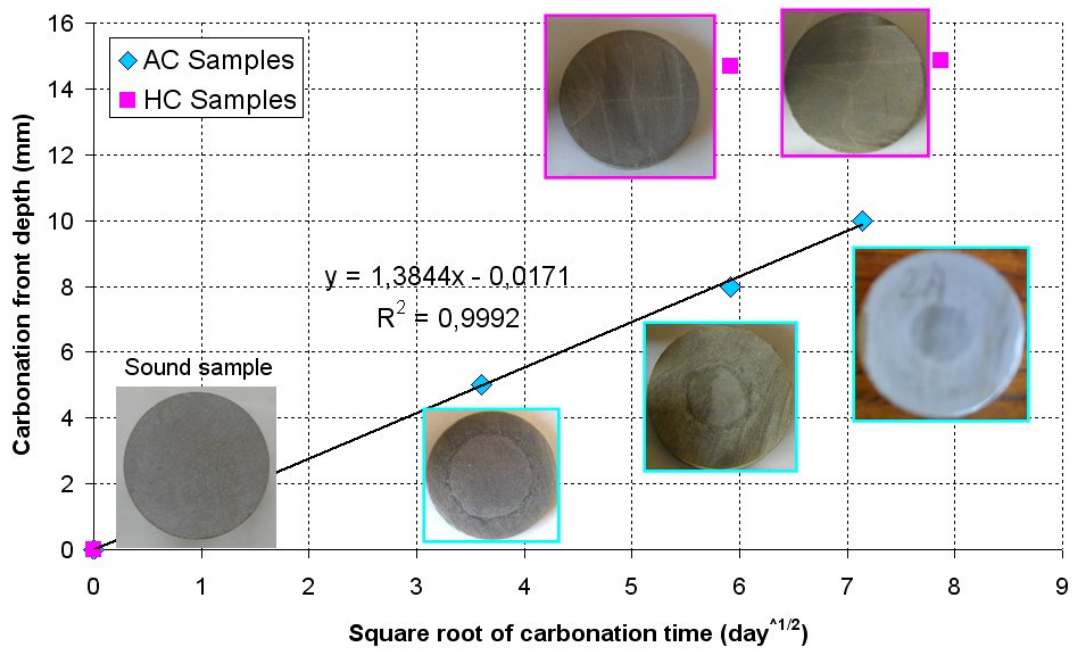 16
14
12
10
8
6
4
2
0
Carbonation front depth (mm)
AC Samples
HC Samples
y = 1,3844x - 0,0171
R² = 0,9992
Sound sample
0 1 2 3 4 5 6 7 8 9
Square root of carbonation time (day^1/2)